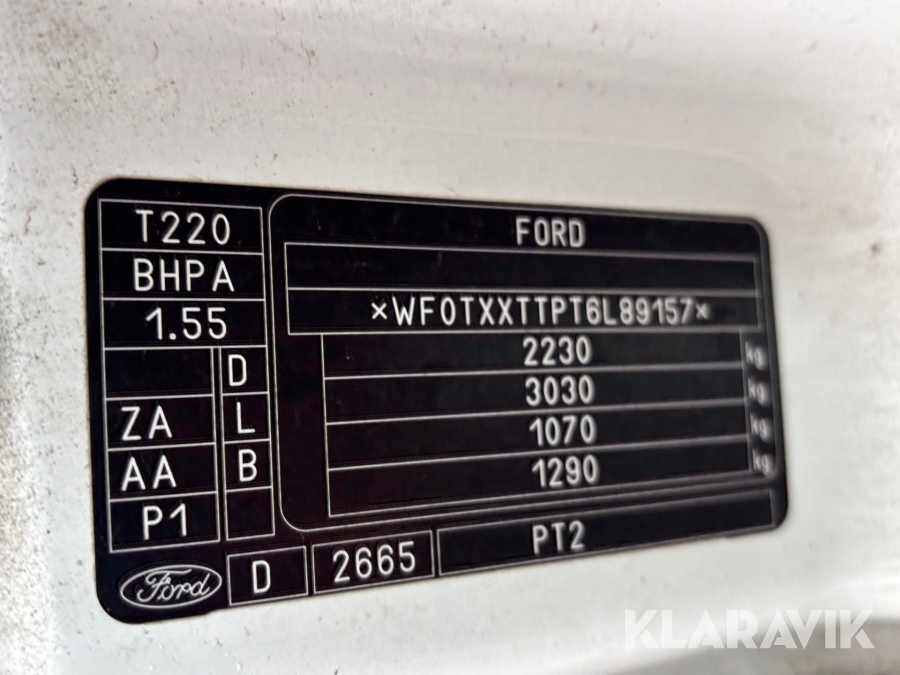 T220
BHPA
1.55
D
ZA L
AA B
P1
FORD
*WF0TXXTTPT6L89157*
2230 kg
3030 kg
1070 kg
1290 kg
Ford D 2665 PT2
KLARAVIK